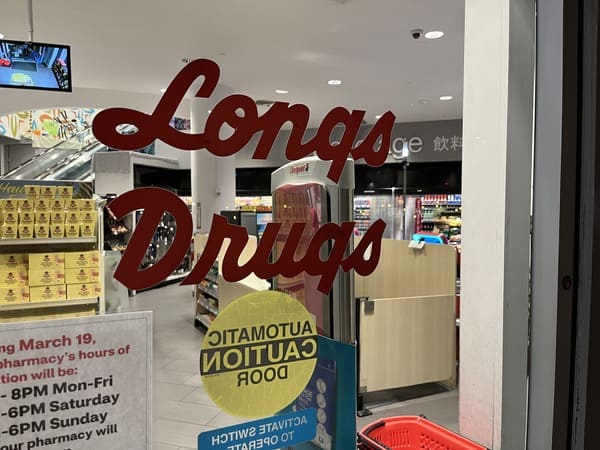 Longs
Drugs
ge 飲料
ng March 19,
pharmacy's hours of
tion will be:
- 8PM Mon-Fri
-6PM Saturday
-6PM Sunday
our pharmacy will
AUTOMATIC
CAUTION
DOOR
ACTIVATE SWITCH
TO OPERATE